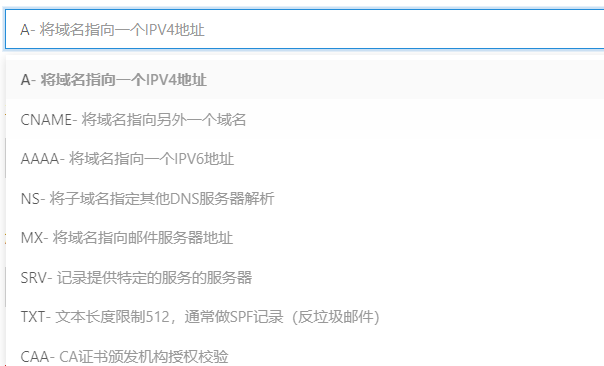 A- 将域名指向一个IPV4地址
A- 将域名指向一个IPV4地址
CNAME- 将域名指向另外一个域名
AAAA- 将域名指向一个IPV6地址
NS- 将子域名指定其他DNS服务器解析
MX- 将域名指向邮件服务器地址
SRV- 记录提供特定的服务的服务器
TXT- 文本长度限制512，通常做SPF记录（反垃圾邮件）
CAA- CA证书颁发机构授权校验